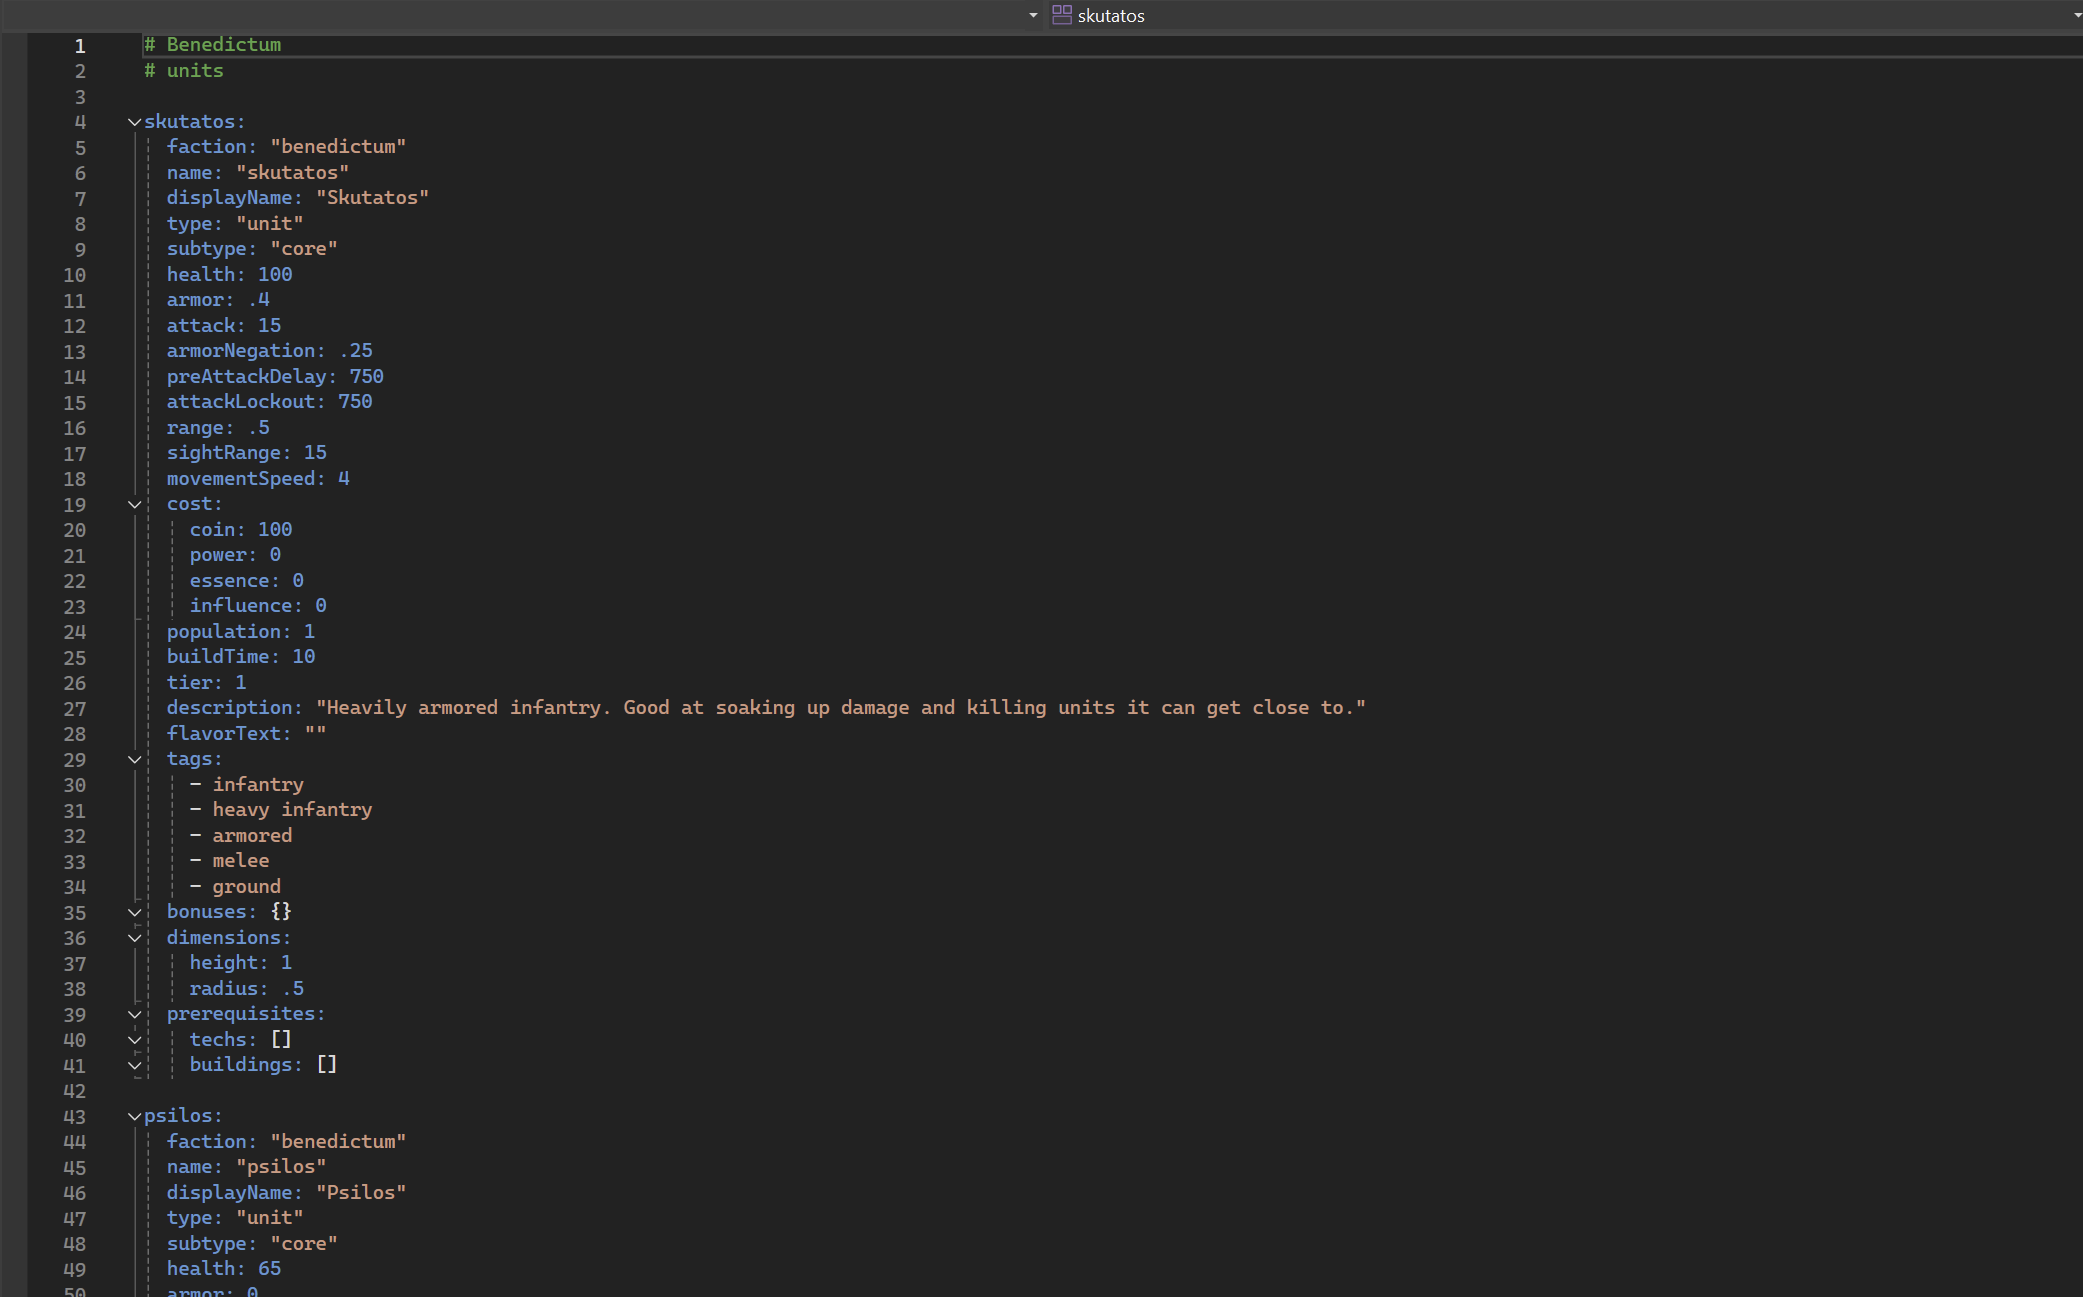 skutatos
1 # Benedictum
2 # units
3
4 skutatos:
5 faction: "benedictum"
6 name: "skutatos"
7 displayName: "Skutatos"
8 type: "unit"
9 subtype: "core"
10 health: 100
11 armor: .4
12 attack: 15
13 armorNegation: .25
14 preAttackDelay: 750
15 attackLockout: 750
16 range: .5
17 sightRange: 15
18 movementSpeed: 4
19 cost:
20 coin: 100
21 power: 0
22 essence: 0
23 influence: 0
24 population: 1
25 buildTime: 10
26 tier: 1
27 description: "Heavily armored infantry. Good at soaking up damage and killing units it can get close to."
28 flavorText: ""
29 tags:
30 - infantry
31 - heavy infantry
32 - armored
33 - melee
34 - ground
35 bonuses: {}
36 dimensions:
37 height: 1
38 radius: .5
39 prerequisites:
40 techs: []
41 buildings: []
42
43 psilos:
44 faction: "benedictum"
45 name: "psilos"
46 displayName: "Psilos"
47 type: "unit"
48 subtype: "core"
49 health: 65
50 armor: 0